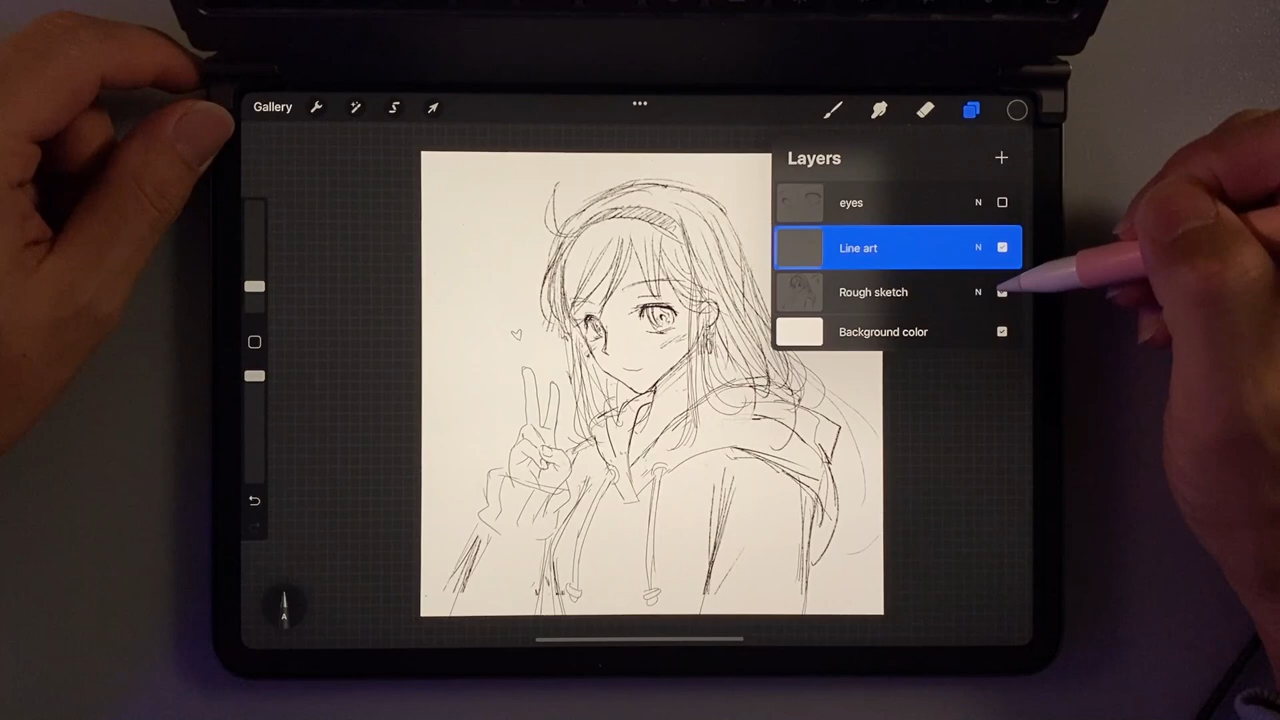 Gallery
Layers
eyes N
Line art N
Rough sketch N
Background color
A